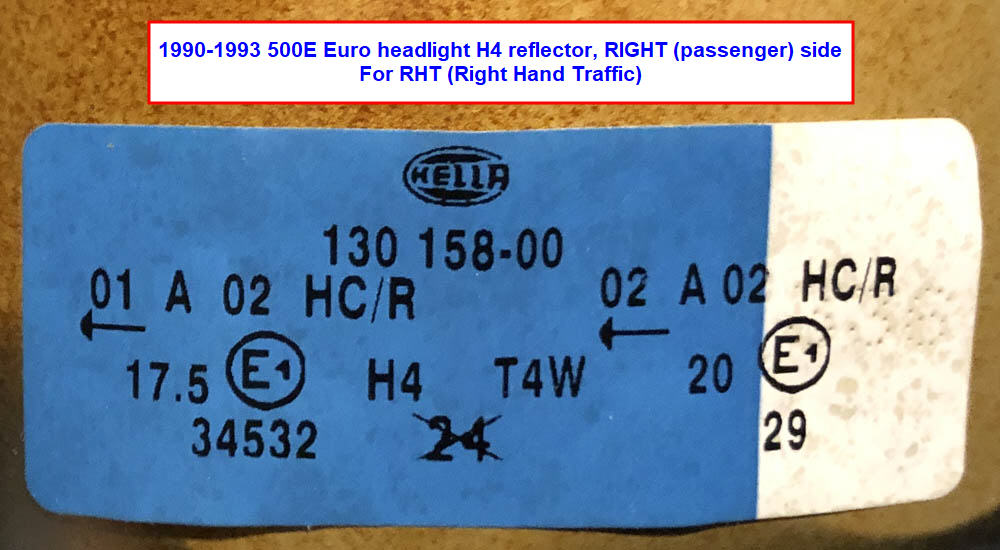 1990-1993 500E Euro headlight H4 reflector, RIGHT (passenger) side
For RHT (Right Hand Traffic)
HELLA
130 158-00
01 A 02 HC/R 02 A 02 HC/R
17.5 E1 H4 T4W 20 E1
34532 24 29